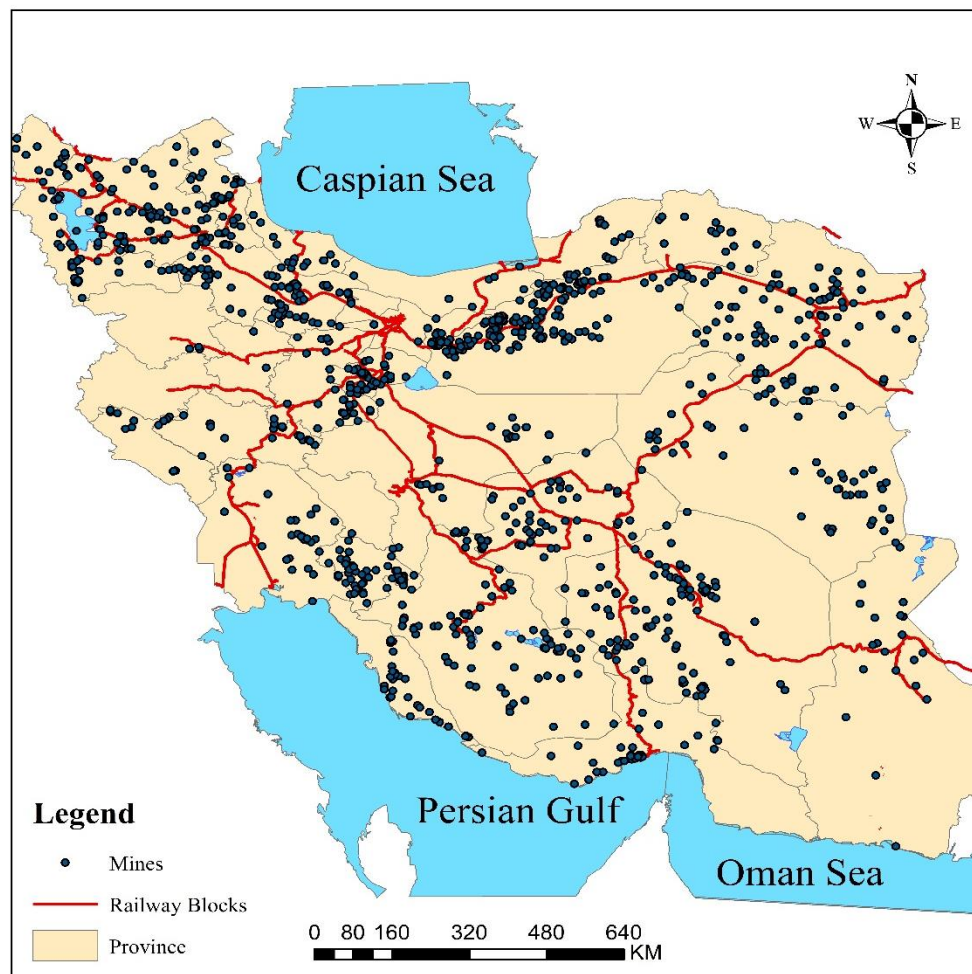 N
W E
S
Caspian Sea
Persian Gulf
Oman Sea
Legend
Mines
Railway Blocks
Province
0 80 160 320 480 640
KM